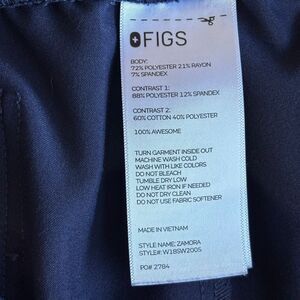 FIGS
BODY:
72% POLYESTER 21% RAYON
7% SPANDEX
CONTRAST 1:
88% POLYESTER 12% SPANDEX
CONTRAST 2:
60% COTTON 40% POLYESTER
100% AWESOME
TURN GARMENT INSIDE OUT
MACHINE WASH COLD
WASH WITH LIKE COLORS
DO NOT BLEACH
TUMBLE DRY LOW
LOW HEAT IRON IF NEEDED
DO NOT DRY CLEAN
DO NOT USE FABRIC SOFTENER
MADE IN VIETNAM
STYLE NAME: ZAMORA
STYLE#: W18SW2005
PO# 2784